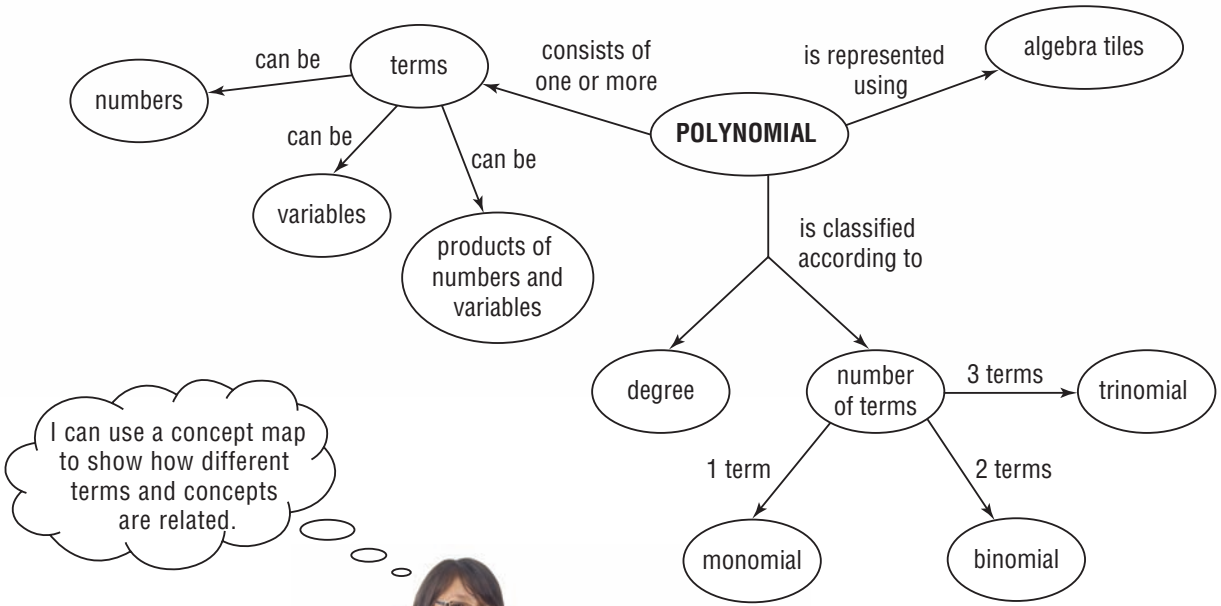 can be
terms
consists of
one or more
is represented
using
algebra tiles
numbers
POLYNOMIAL
can be
can be
variables
products of
numbers and
variables
is classified
according to
degree
number
of terms
3 terms
trinomial
1 term
2 terms
monomial
binomial
I can use a concept map
to show how different
terms and concepts
are related.